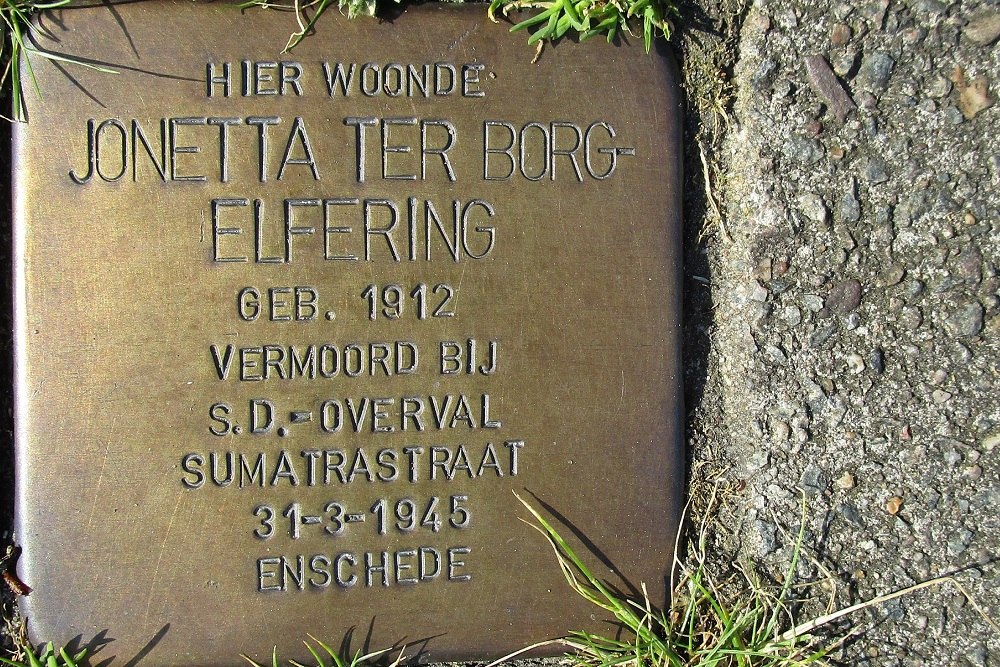 HIER WOONDE
JONETTA TER BORG-
ELFERING
GEB. 1912
VERMOORD BIJ
S.D.-OVERVAL
SUMATRASTRAAT
31-3-1945
ENSCHEDE